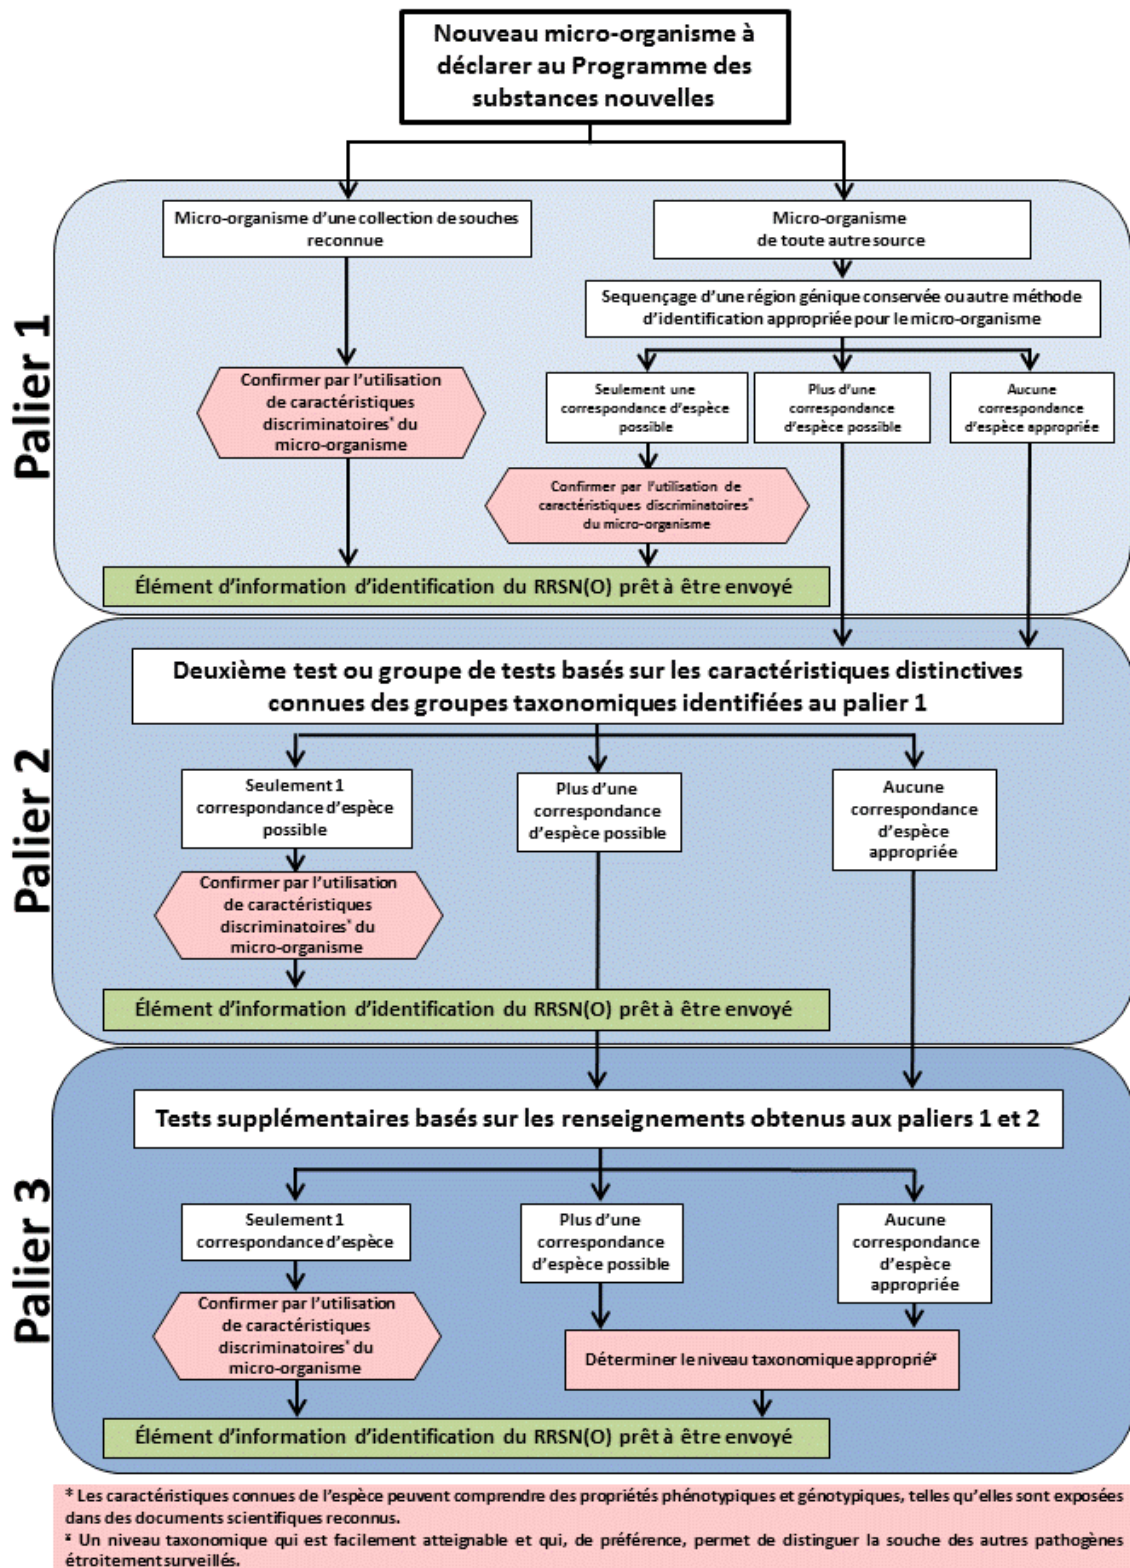 Nouveau micro-organisme à
déclarer au Programme des
substances nouvelles
Palier 1
Micro-organisme d'une collection de souches
reconnue
Micro-organisme
de toute autre source
Sequençage d'une région génique conservée ou autre méthode
d'identification appropriée pour le micro-organisme
Confirmer par l'utilisation
de caractéristiques
discriminatoires* du
micro-organisme
Seulement une
correspondance d'espèce
possible
Plus d'une
correspondance
d'espèce possible
Aucune
correspondance
d'espèce appropriée
Confirmer par l'utilisation de
caractéristiques discriminatoires*
du micro-organisme
Élément d'information d'identification du RRSN(O) prêt à être envoyé
Palier 2
Deuxième test ou groupe de tests basés sur les caractéristiques distinctives
connues des groupes taxonomiques identifiées au palier 1
Seulement 1
correspondance d'espèce
possible
Plus d'une
correspondance
d'espèce possible
Aucune
correspondance
d'espèce
appropriée
Confirmer par l'utilisation
de caractéristiques
discriminatoires* du
micro-organisme
Élément d'information d'identification du RRSN(O) prêt à être envoyé
Palier 3
Tests supplémentaires basés sur les renseignements obtenus aux paliers 1 et 2
Seulement 1
correspondance d'espèce
Plus d'une
correspondance
d'espèce possible
Aucune
correspondance
d'espèce
appropriée
Confirmer par l'utilisation
de caractéristiques
discriminatoires* du
micro-organisme
Déterminer le niveau taxonomique approprié¥
Élément d'information d'identification du RRSN(O) prêt à être envoyé
* Les caractéristiques connues de l'espèce peuvent comprendre des propriétés phénotypiques et génotypiques, telles qu'elles sont exposées
dans des documents scientifiques reconnus.
¥ Un niveau taxonomique qui est facilement atteignable et qui, de préférence, permet de distinguer la souche des autres pathogènes
étroitement surveillés.